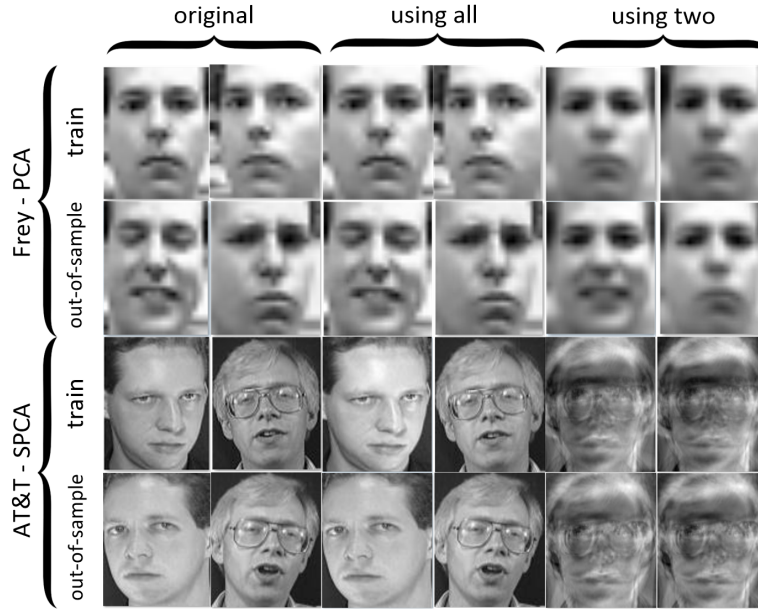 original
using all
using two
Frey - PCA
train
out-of-sample
AT&T - SPCA
train
out-of-sample